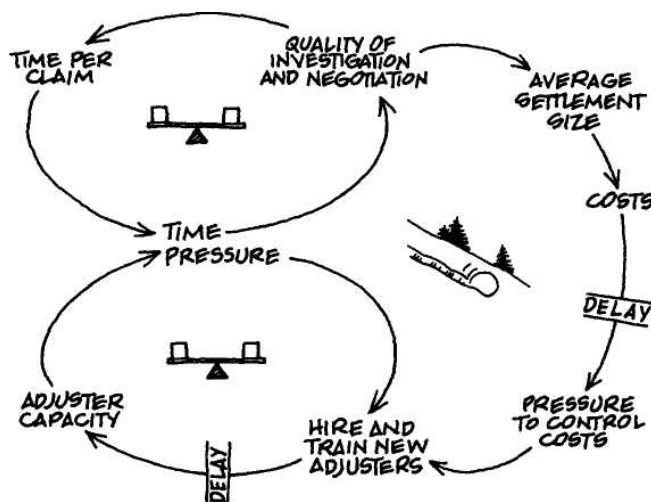 TIME PER
CLAIM
QUALITY OF
INVESTIGATION
AND NEGOTIATION
AVERAGE
SETTLEMENT
SIZE
COSTS
TIME
PRESSURE
DELAY
ADJUSTER
CAPACITY
HIRE AND
TRAIN NEW
ADJUSTERS
PRESSURE
TO CONTROL
COSTS
DELAY